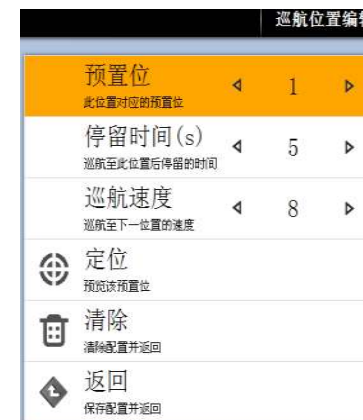 巡航位置编辑
预置位 1
此位置对应的预置位
停留时间(s) 5
巡航至此位置后停留的时间
巡航速度 8
巡航至下一位置的速度
定位
预览该预置位
清除
清除配置并返回
返回
保存配置并返回